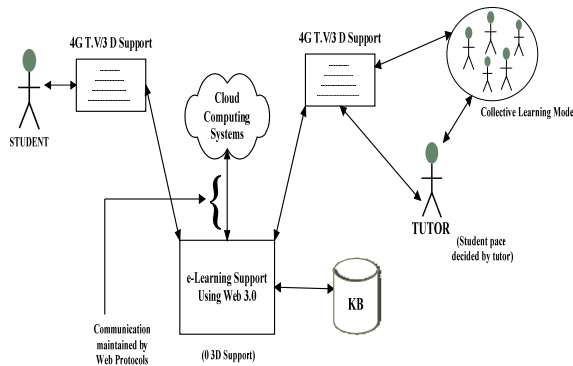 4G T.V/3 D Support
4G T.V/3 D Support
STUDENT
Cloud
Computing
Systems
Collective Learning Mode
TUTOR
(Student pace
decided by tutor)
e-Learning Support
Using Web 3.0
KB
Communication
maintained by
Web Protocols
(0 3D Support)